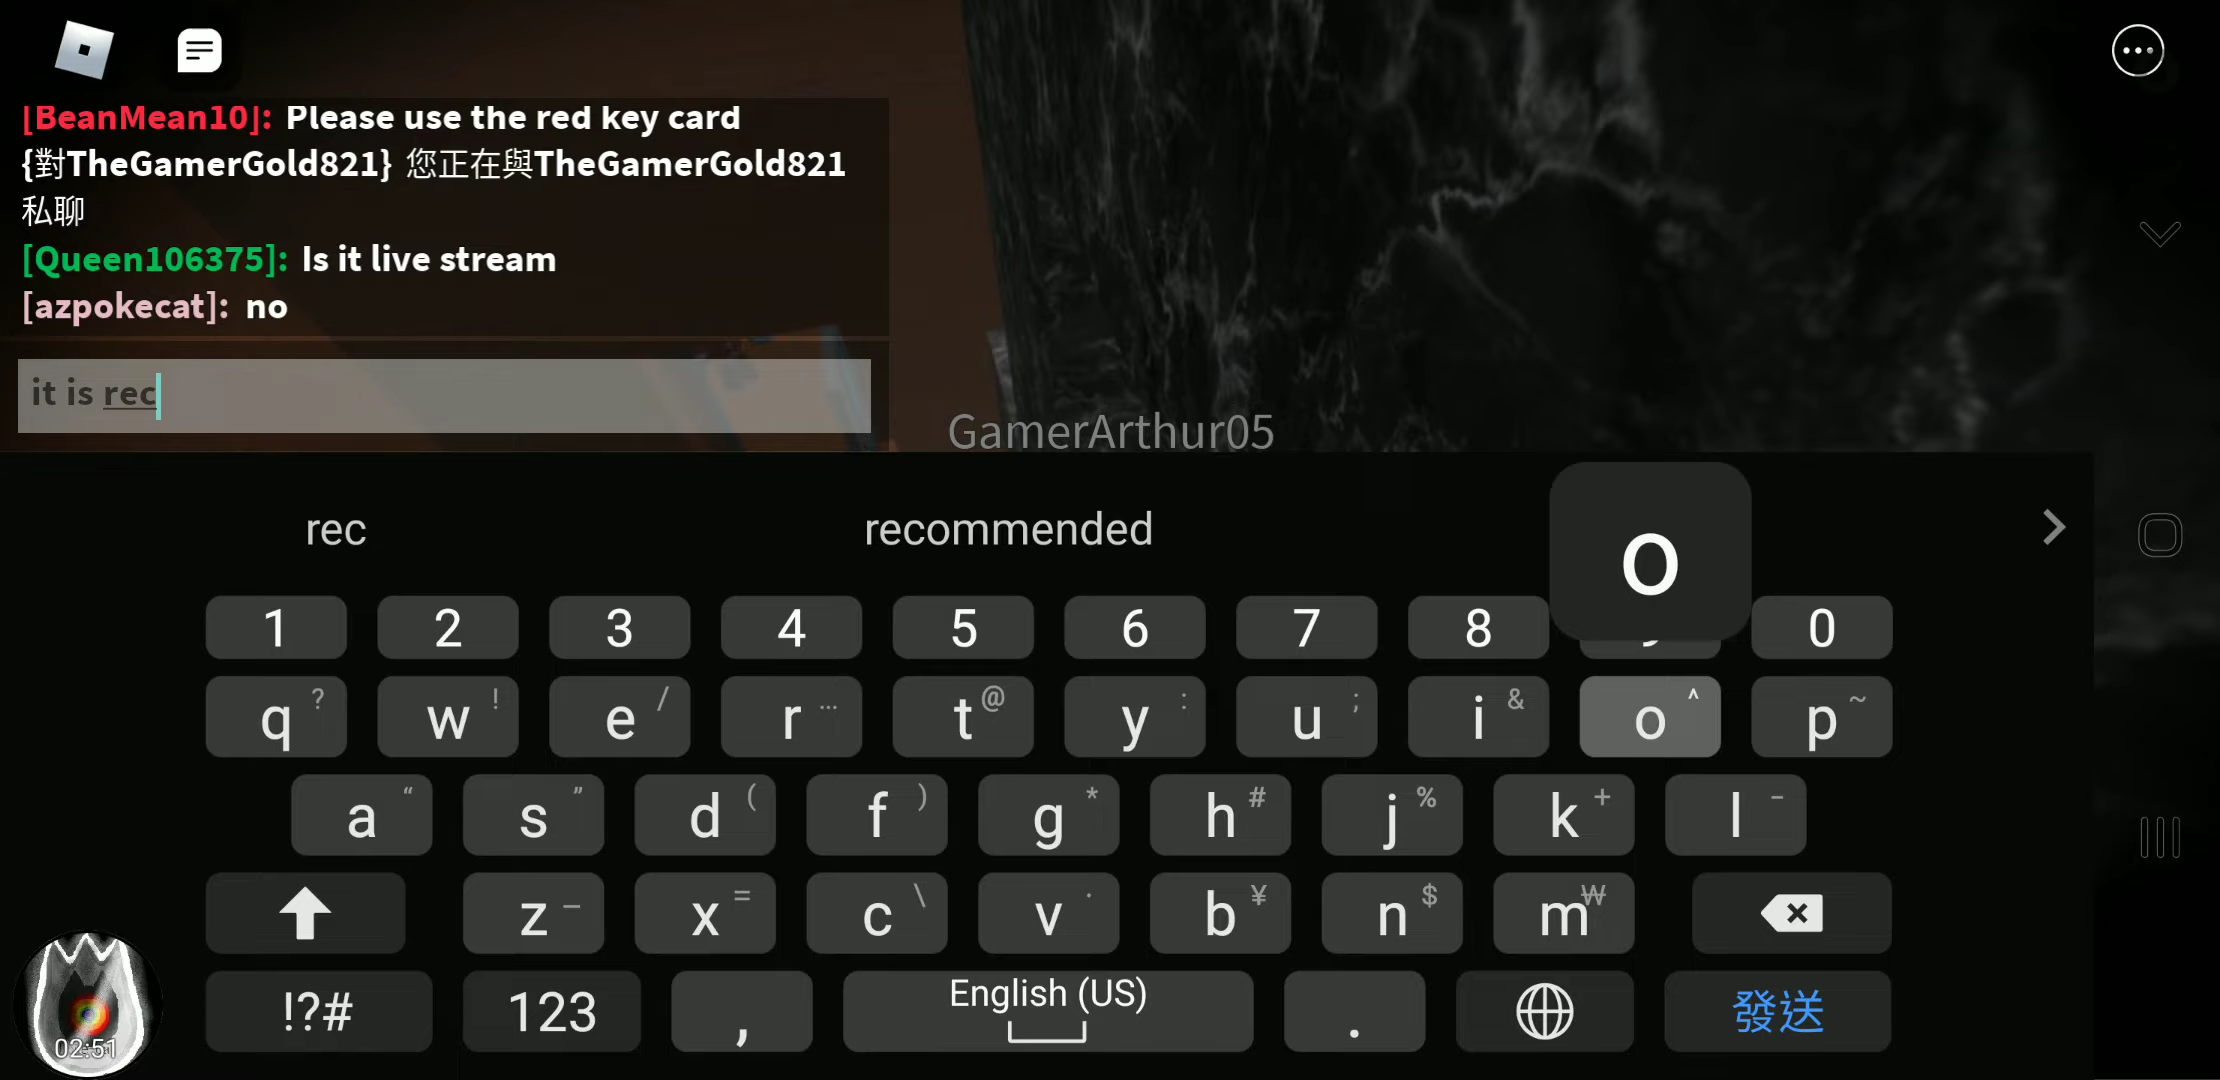 [BeanMean10]: Please use the red key card
{對TheGamerGold821} 您正在與TheGamerGold821
私聊
[Queen106375]: Is it live stream
[azpokecat]: no
it is rec
GamerArthur05
rec recommended o
1 2 3 4 5 6 7 8 0
q ? w ! e / r ... t @ y : u ; i & o ^ p ~
a “ s ” d ( f ) g * h # j % k + l -
z – x = c \ v · b ¥ n $ m ₩
!?# 123 , English (US) . 發送
02:51